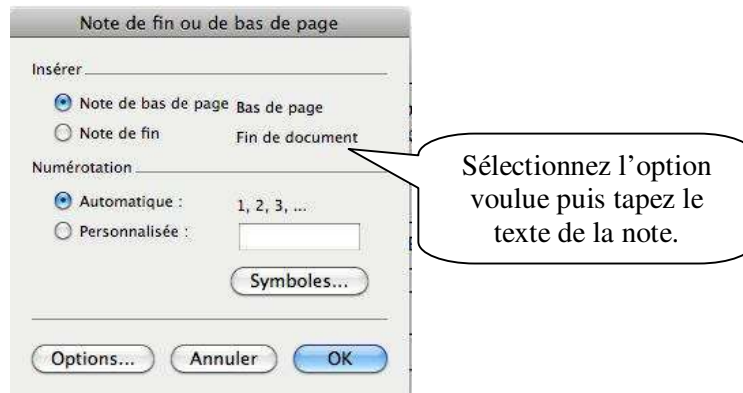 Note de fin ou de bas de page
Insérer
Note de bas de page Bas de page
Note de fin Fin de document
Numérotation
Automatique : 1, 2, 3, ...
Personnalisée :
Symboles...
Options... Annuler OK
Sélectionnez l’option
voulue puis tapez le
texte de la note.